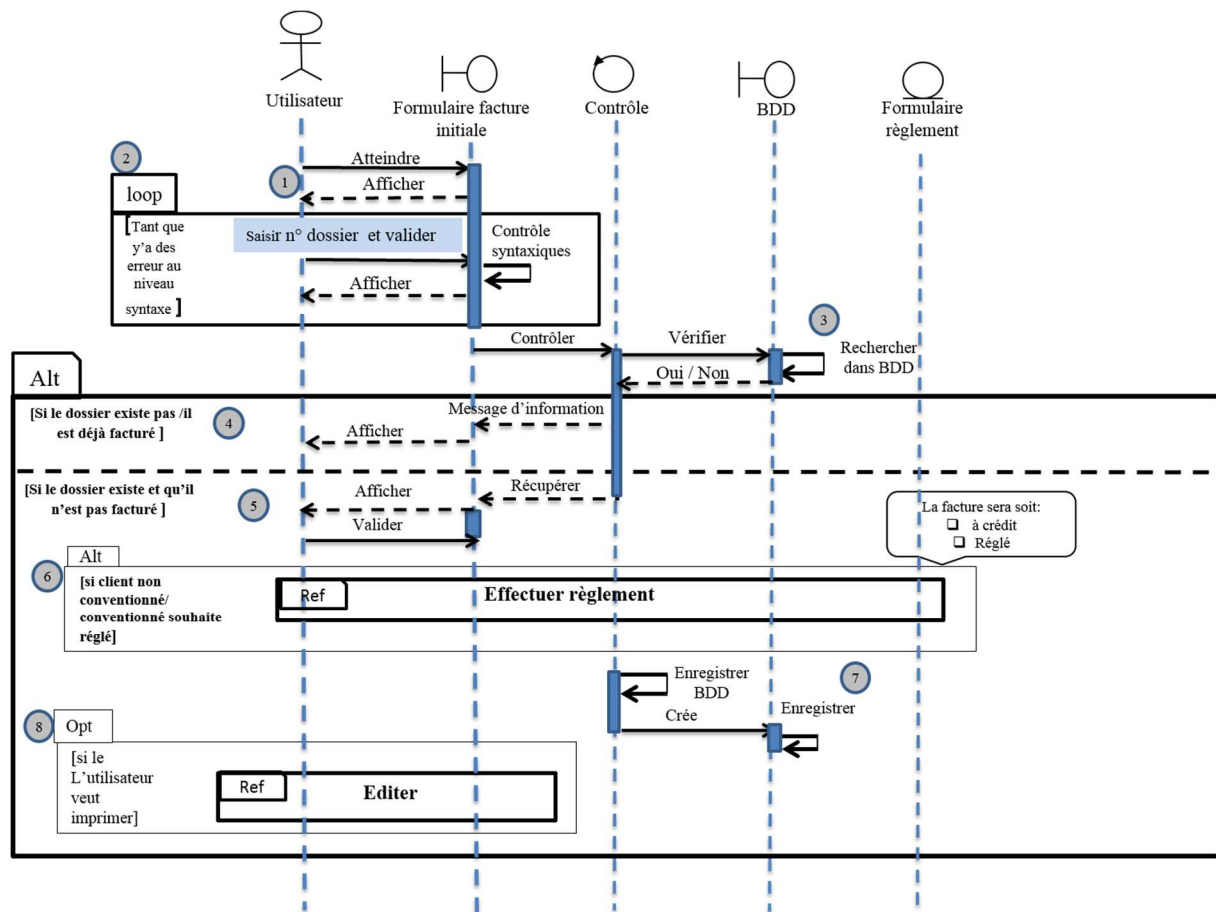 Utilisateur
Formulaire facture
initiale
Contrôle
BDD
Formulaire
règlement
2
Atteindre
1
Afficher
loop
[Tant que
y’a des
erreur au
niveau
syntaxe ]
Saisir n° dossier et valider
Contrôle
syntaxiques
Afficher
3
Contrôler
Vérifier
Rechercher
dans BDD
Oui / Non
Alt
[Si le dossier existe pas /il
est déjà facturé ]
4
Message d’information
Afficher
[Si le dossier existe et qu’il
n’est pas facturé ]
5
Récupérer
Afficher
Valider
La facture sera soit:
❑ à crédit
❑ Réglé
Alt
6
[si client non
conventionné/
conventionné souhaite
réglé]
Ref
Effectuer règlement
Enregistrer
BDD
7
Crée
Enregistrer
8
Opt
[si le
L’utilisateur
veut
imprimer]
Ref
Editer